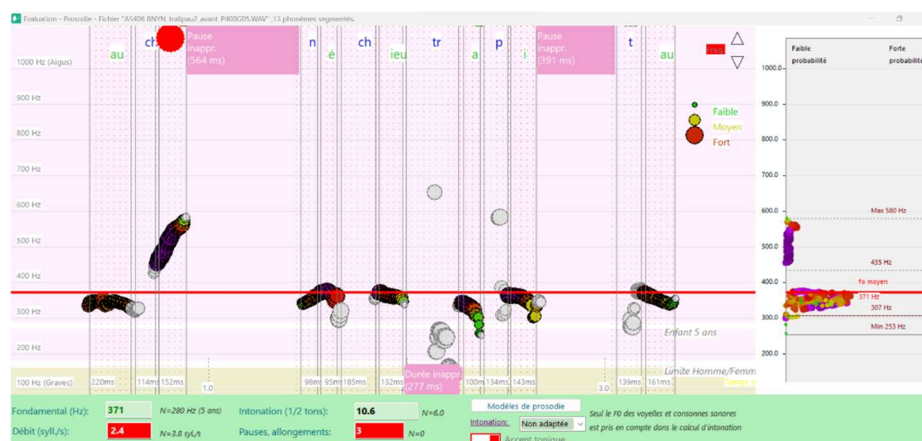 Evaluation - Prosodie - Fichier "AS406 BNYN_tralipau2_avant_P400G05.WAV" ,13 phonèmes segmentés.
au ch n é ch ieu tr a p i t au
Pause inappr. (564 ms)
Pause inappr. (391 ms)
1000 Hz (Aigus)
900 Hz
800 Hz
700 Hz
600 Hz
500 Hz
400 Hz
300 Hz
200 Hz
100 Hz (Graves)
Faible
Moyen
Fort
Enfant 5 ans
Limite Homme/Femm
Durée inappr.
(277 ms)
220ms 114ms 152ms 1.0 98ms 95ms 185ms 132ms 100ms 134ms 143ms 3.0 139ms 161ms
Faible probabilité
Forte probabilité
1000.0
900.0
800.0
700.0
600.0
500.0
400.0
300.0
200.0
Max 580 Hz
435 Hz
fo moyen
371 Hz
307 Hz
Min 253 Hz
Fondamental (Hz): 371 N=280 Hz (5 ans) Intonation (1/2 tons): 10.6 N=6.0
Débit (syll./s): 2.4 N=3.8 syl./s Pauses, allongements: 3 N=0
Modèles de prosodie
Intonation: Non adaptée
Accent tonique
Seul le F0 des voyelles et consonnes sonores
est pris en compte dans le calcul d'intonation